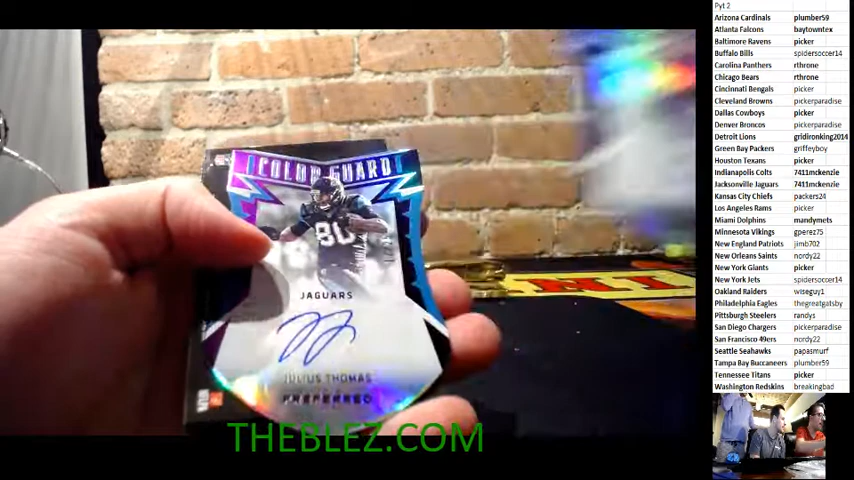 COLOR GUARD
80
JAGUARS
JULIUS THOMAS
PREFERRED
THEBLEZ.COM
Pyt 2
Arizona Cardinals plumber59
Atlanta Falcons baytowntex
Baltimore Ravens picker
Buffalo Bills spidersoccer14
Carolina Panthers rthrone
Chicago Bears rthrone
Cincinnati Bengals picker
Cleveland Browns pickerparadise
Dallas Cowboys picker
Denver Broncos pickerparadise
Detroit Lions gridironking2014
Green Bay Packers griffeyboy
Houston Texans picker
Indianapolis Colts 7411mckenzie
Jacksonville Jaguars 7411mckenzie
Kansas City Chiefs packers24
Los Angeles Rams picker
Miami Dolphins mandymets
Minnesota Vikings gperez75
New England Patriots jimb702
New Orleans Saints nordy22
New York Giants picker
New York Jets spidersoccer14
Oakland Raiders wiseguy1
Philadelphia Eagles thegreatgatsby
Pittsburgh Steelers randys
San Diego Chargers pickerparadise
San Francisco 49ers nordy22
Seattle Seahawks papasmurf
Tampa Bay Buccaneers plumber59
Tennessee Titans picker
Washington Redskins breakingbad